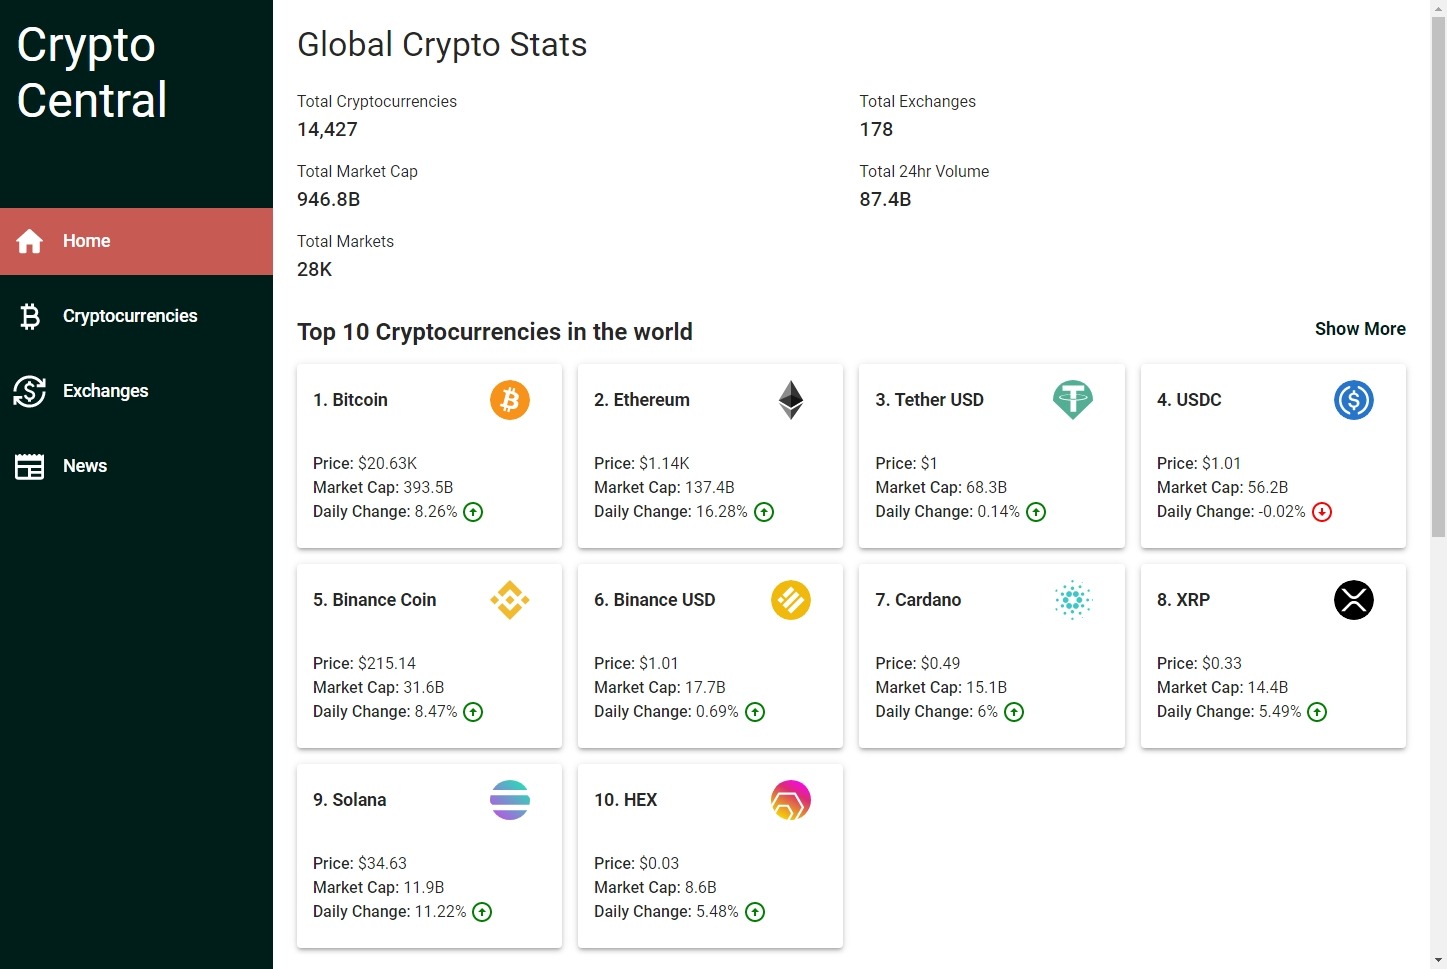 Crypto
Central
Home
Cryptocurrencies
Exchanges
News
Global Crypto Stats
Total Cryptocurrencies
14,427
Total Exchanges
178
Total Market Cap
946.8B
Total 24hr Volume
87.4B
Total Markets
28K
Top 10 Cryptocurrencies in the world
Show More
1. Bitcoin
Price: $20.63K
Market Cap: 393.5B
Daily Change: 8.26%
2. Ethereum
Price: $1.14K
Market Cap: 137.4B
Daily Change: 16.28%
3. Tether USD
Price: $1
Market Cap: 68.3B
Daily Change: 0.14%
4. USDC
Price: $1.01
Market Cap: 56.2B
Daily Change: -0.02%
5. Binance Coin
Price: $215.14
Market Cap: 31.6B
Daily Change: 8.47%
6. Binance USD
Price: $1.01
Market Cap: 17.7B
Daily Change: 0.69%
7. Cardano
Price: $0.49
Market Cap: 15.1B
Daily Change: 6%
8. XRP
Price: $0.33
Market Cap: 14.4B
Daily Change: 5.49%
9. Solana
Price: $34.63
Market Cap: 11.9B
Daily Change: 11.22%
10. HEX
Price: $0.03
Market Cap: 8.6B
Daily Change: 5.48%